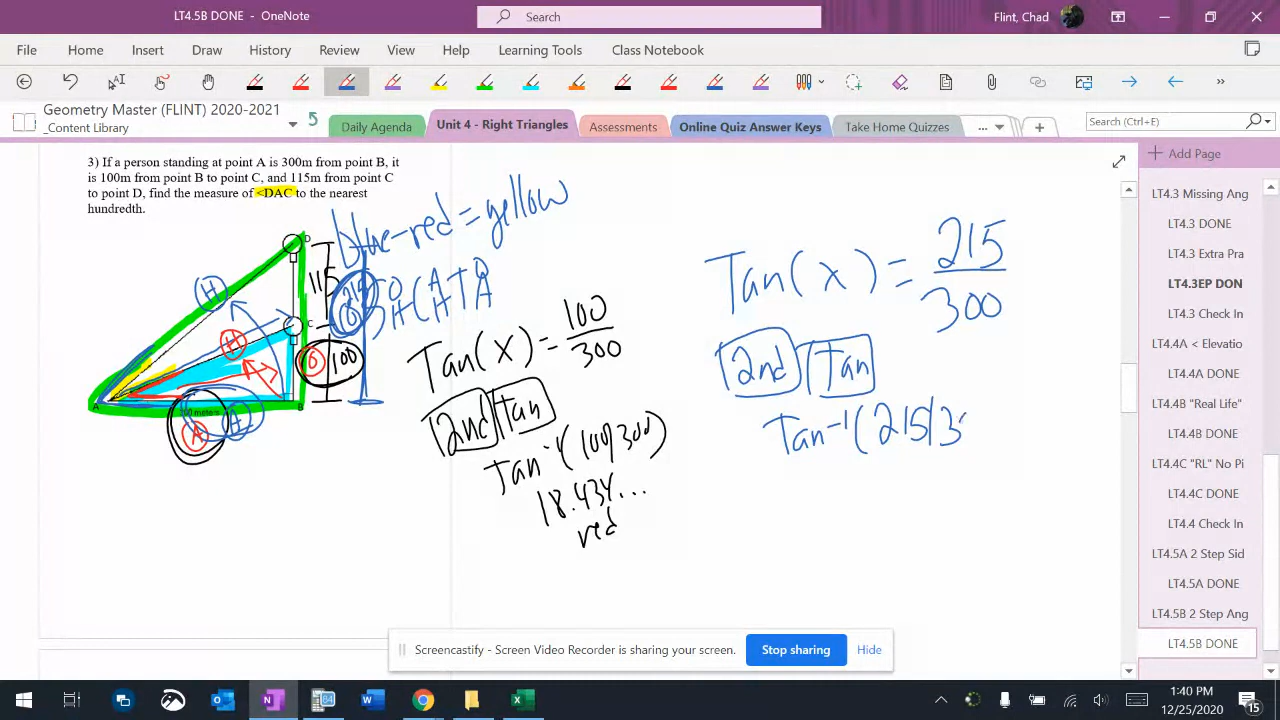 LT4.5B DONE - OneNote
Search
Flint, Chad
File Home Insert Draw History Review View Help Learning Tools Class Notebook
Geometry Master (FLINT) 2020-2021
_Content Library
Daily Agenda
Unit 4 - Right Triangles
Assessments
Online Quiz Answer Keys
Take Home Quizzes
...
Search (Ctrl+E)
Add Page
3) If a person standing at point A is 300m from point B, it
is 100m from point B to point C, and 115m from point C
to point D, find the measure of <DAC to the nearest
hundredth.
blue-red=yellow
D
115
215
O
O A O
H H A
S C T
H
H
C
O
100
A
B
meters
A
A
Tan(x) = 100/300
2nd Tan
Tan-1(100/300)
18.434...
red
Tan(x) = 215/300
2nd Tan
Tan-1(215/3
LT4.3 Missing Ang
LT4.3 DONE
LT4.3 Extra Pra
LT4.3EP DON
LT4.3 Check In
LT4.4A < Elevatio
LT4.4A DONE
LT4.4B "Real Life"
LT4.4B DONE
LT4.4C "RL" No Pi
LT4.4C DONE
LT4.4 Check In
LT4.5A 2 Step Sid
LT4.5A DONE
LT4.5B 2 Step Ang
LT4.5B DONE
Screencastify - Screen Video Recorder is sharing your screen.
Stop sharing
Hide
1:40 PM
12/25/2020
15